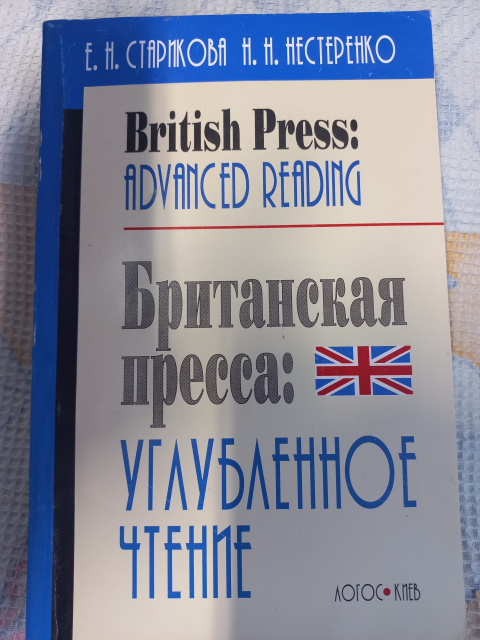 Е. Н. СТАРИКОВА Н. Н. НЕСТЕРЕНКО
British Press:
ADVANCED READING
Британская
пресса:
УГЛУБЛЕННОЕ
ЧТЕНИЕ
ЛОГОС•КИЕВ